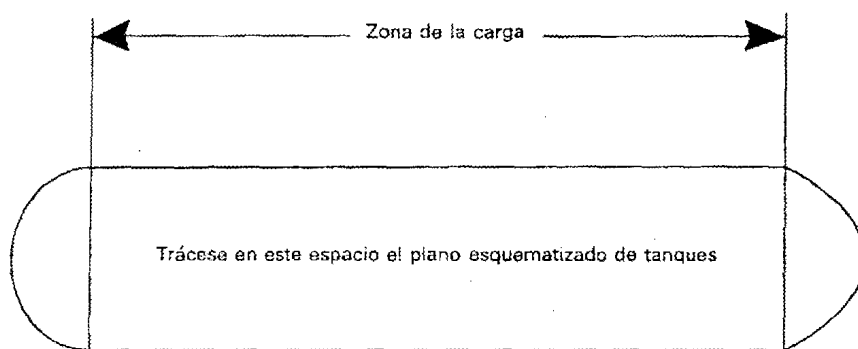 Zona de la carga
Trácese en este espacio el plano esquematizado de tanques